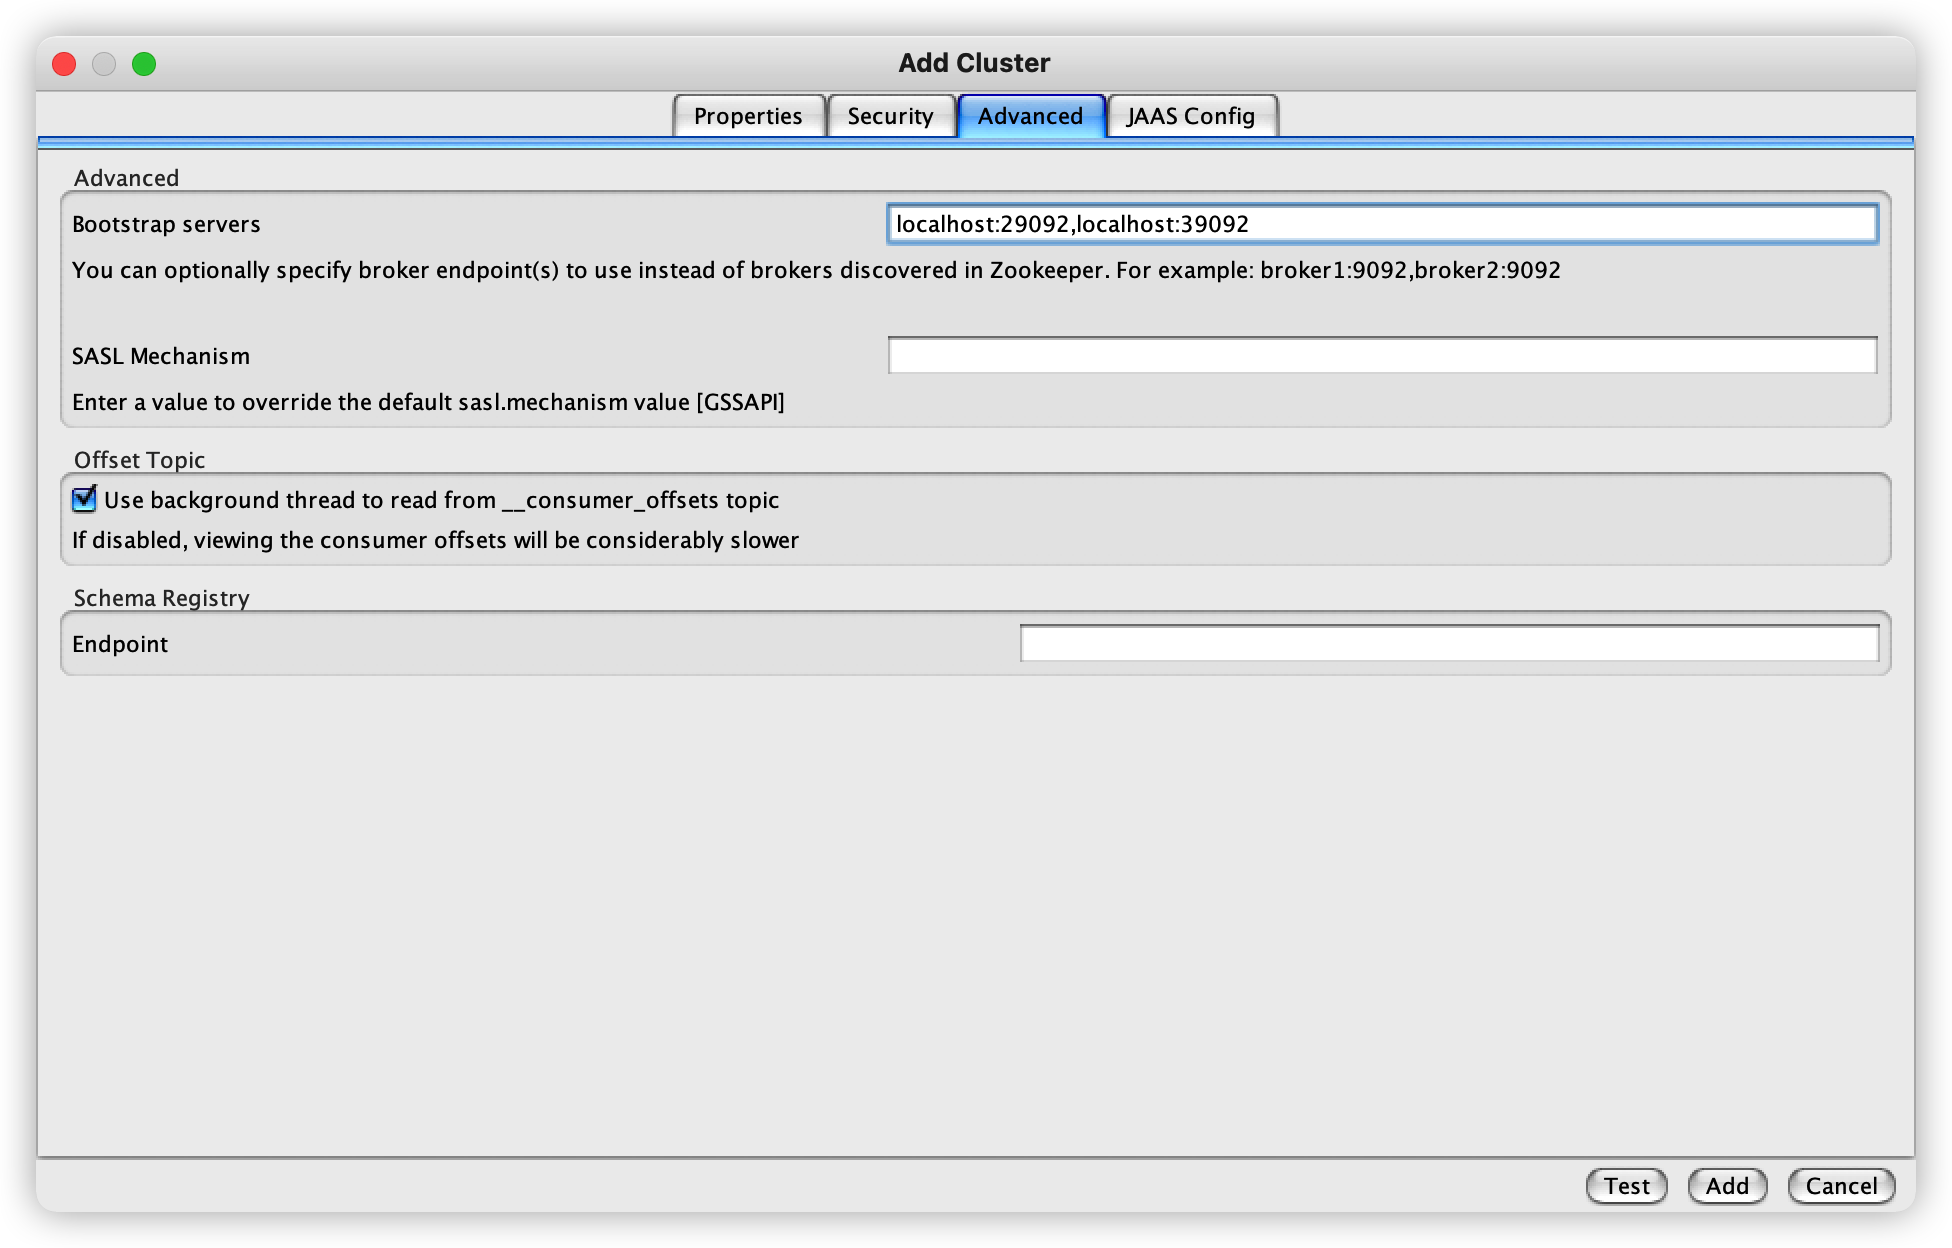 Add Cluster
Properties
Security
Advanced
JAAS Config
Advanced
Bootstrap servers
localhost:29092,localhost:39092
You can optionally specify broker endpoint(s) to use instead of brokers discovered in Zookeeper. For example: broker1:9092,broker2:9092
SASL Mechanism
Enter a value to override the default sasl.mechanism value [GSSAPI]
Offset Topic
Use background thread to read from __consumer_offsets topic
If disabled, viewing the consumer offsets will be considerably slower
Schema Registry
Endpoint
Test
Add
Cancel